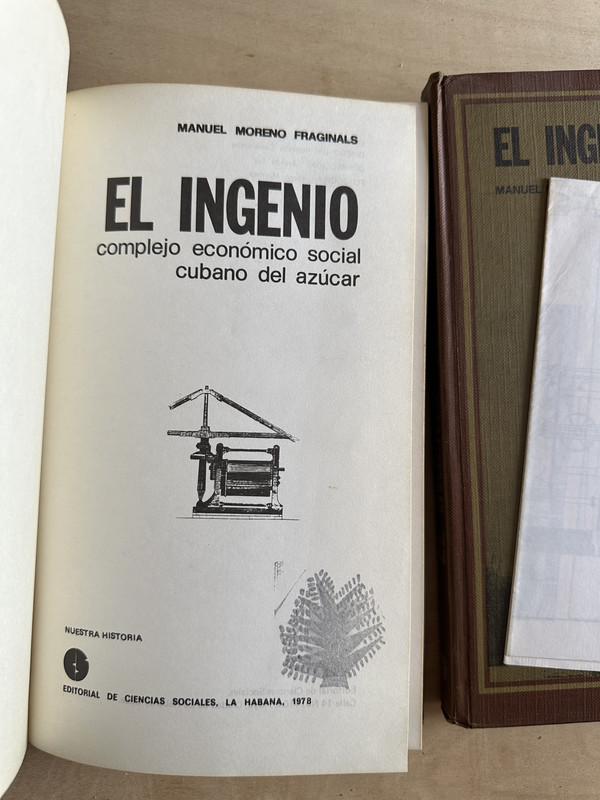 MANUEL MORENO FRAGINALS
EL INGENIO
complejo económico social
cubano del azúcar
NUESTRA HISTORIA
EDITORIAL DE CIENCIAS SOCIALES, LA HABANA, 1978
EL ING
MANUEL